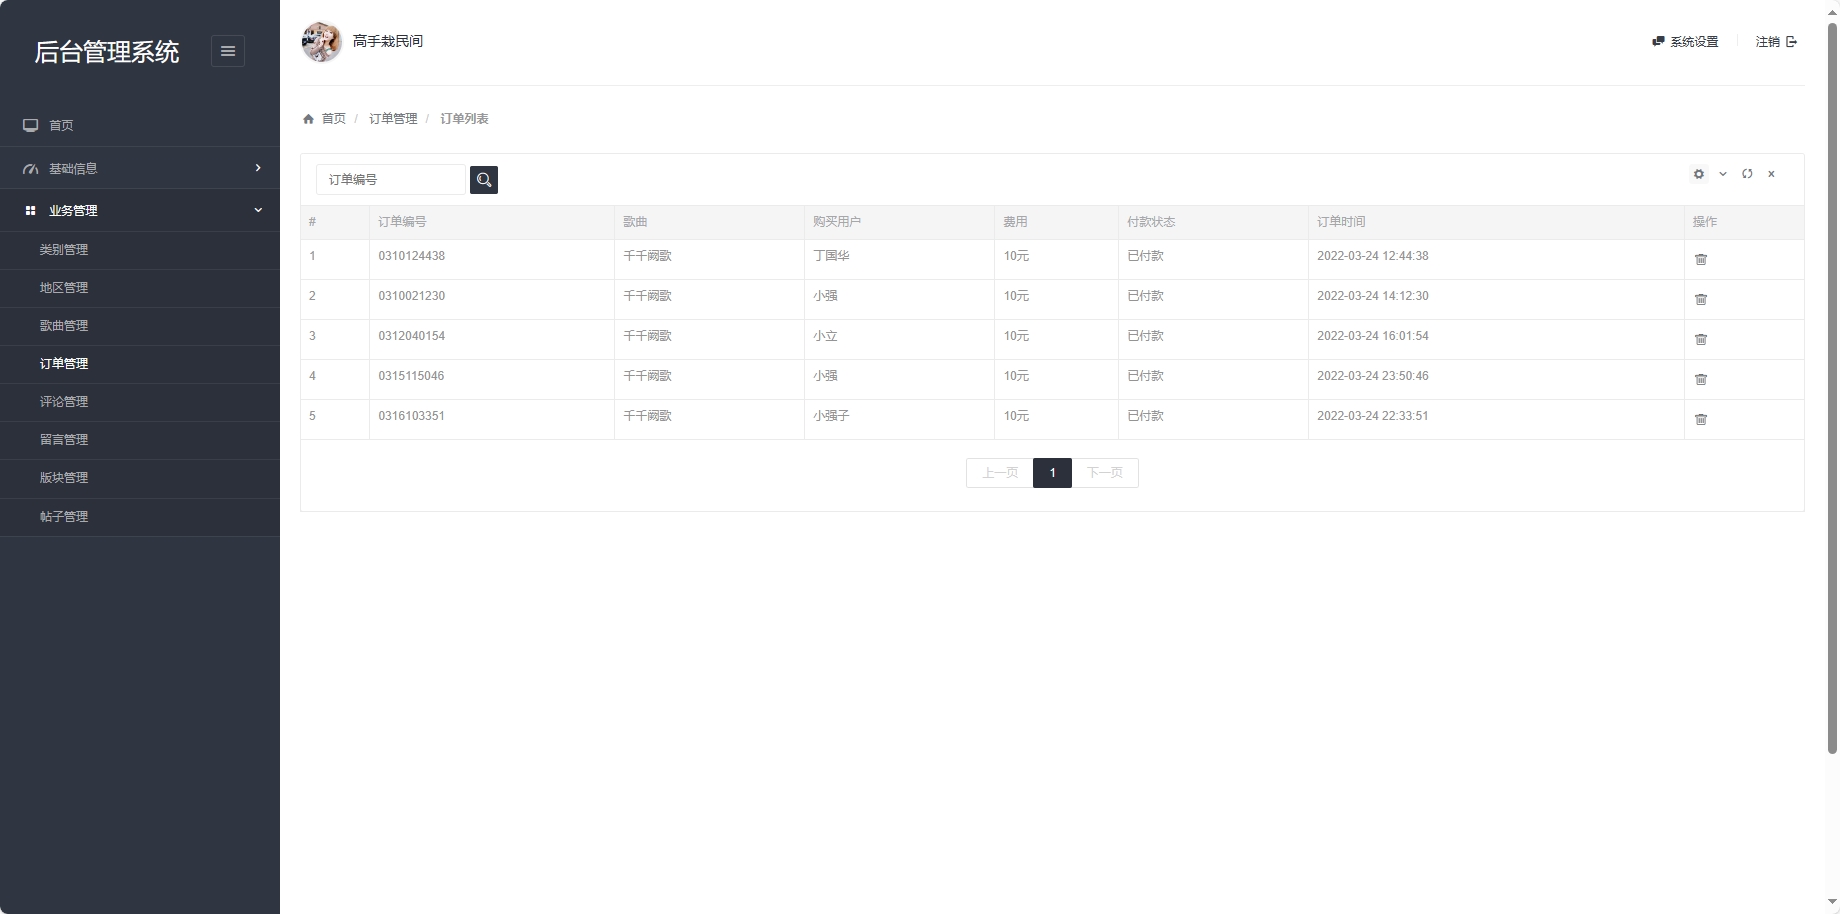 后台管理系统
首页
基础信息
业务管理
类别管理
地区管理
歌曲管理
订单管理
评论管理
留言管理
版块管理
帖子管理
高手栽民间
系统设置
注销
首页 / 订单管理 / 订单列表
订单编号
# 订单编号 歌曲 购买用户 费用 付款状态 订单时间 操作
1 0310124438 千千阙歌 丁国华 10元 已付款 2022-03-24 12:44:38
2 0310021230 千千阙歌 小强 10元 已付款 2022-03-24 14:12:30
3 0312040154 千千阙歌 小立 10元 已付款 2022-03-24 16:01:54
4 0315115046 千千阙歌 小强 10元 已付款 2022-03-24 23:50:46
5 0316103351 千千阙歌 小强子 10元 已付款 2022-03-24 22:33:51
上一页 1 下一页